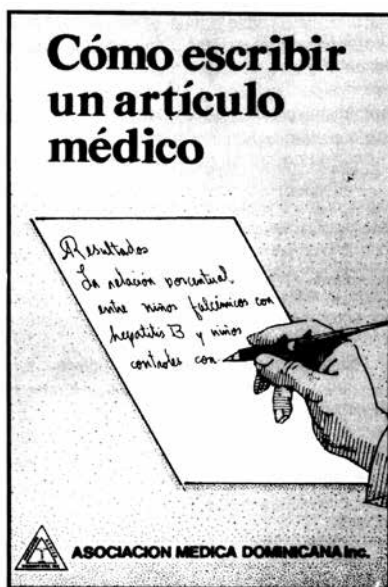 Cómo escribir
un artículo
médico
Resultados
La relación porcentual
entre niños falcémicos con
hepatitis B y niños
controles con
ASOCIACION MEDICA DOMINICANA Inc.